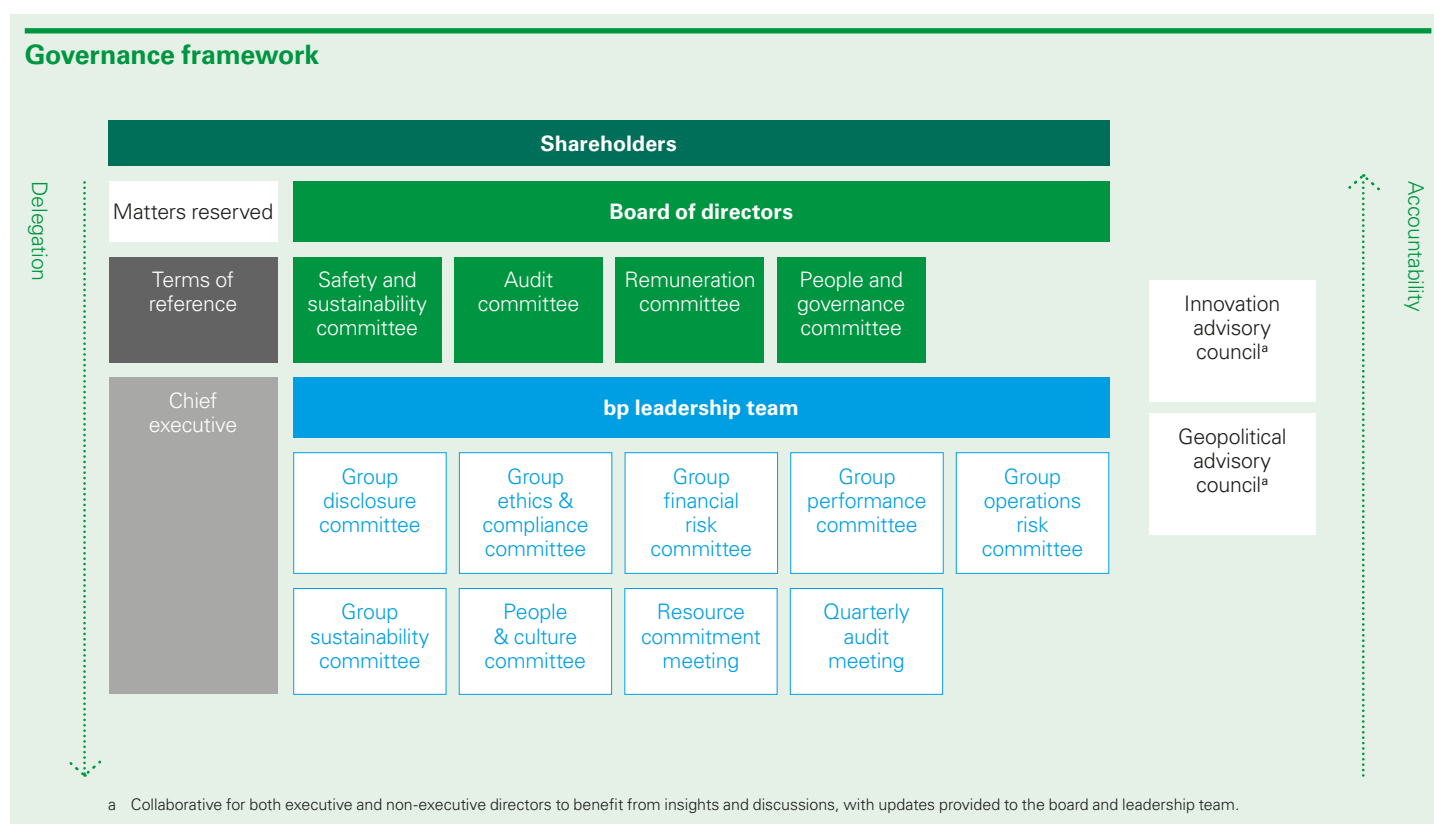 Governance framework
Shareholders
Delegation
Accountability
Matters reserved
Board of directors
Terms of
reference
Safety and
sustainability
committee
Audit
committee
Remuneration
committee
People and
governance
committee
Innovation
advisory
councilᵃ
Chief
executive
bp leadership team
Geopolitical
advisory
councilᵃ
Group
disclosure
committee
Group
ethics &
compliance
committee
Group
financial
risk
committee
Group
performance
committee
Group
operations
risk
committee
Group
sustainability
committee
People
& culture
committee
Resource
commitment
meeting
Quarterly
audit
meeting
a Collaborative for both executive and non-executive directors to benefit from insights and discussions, with updates provided to the board and leadership team.